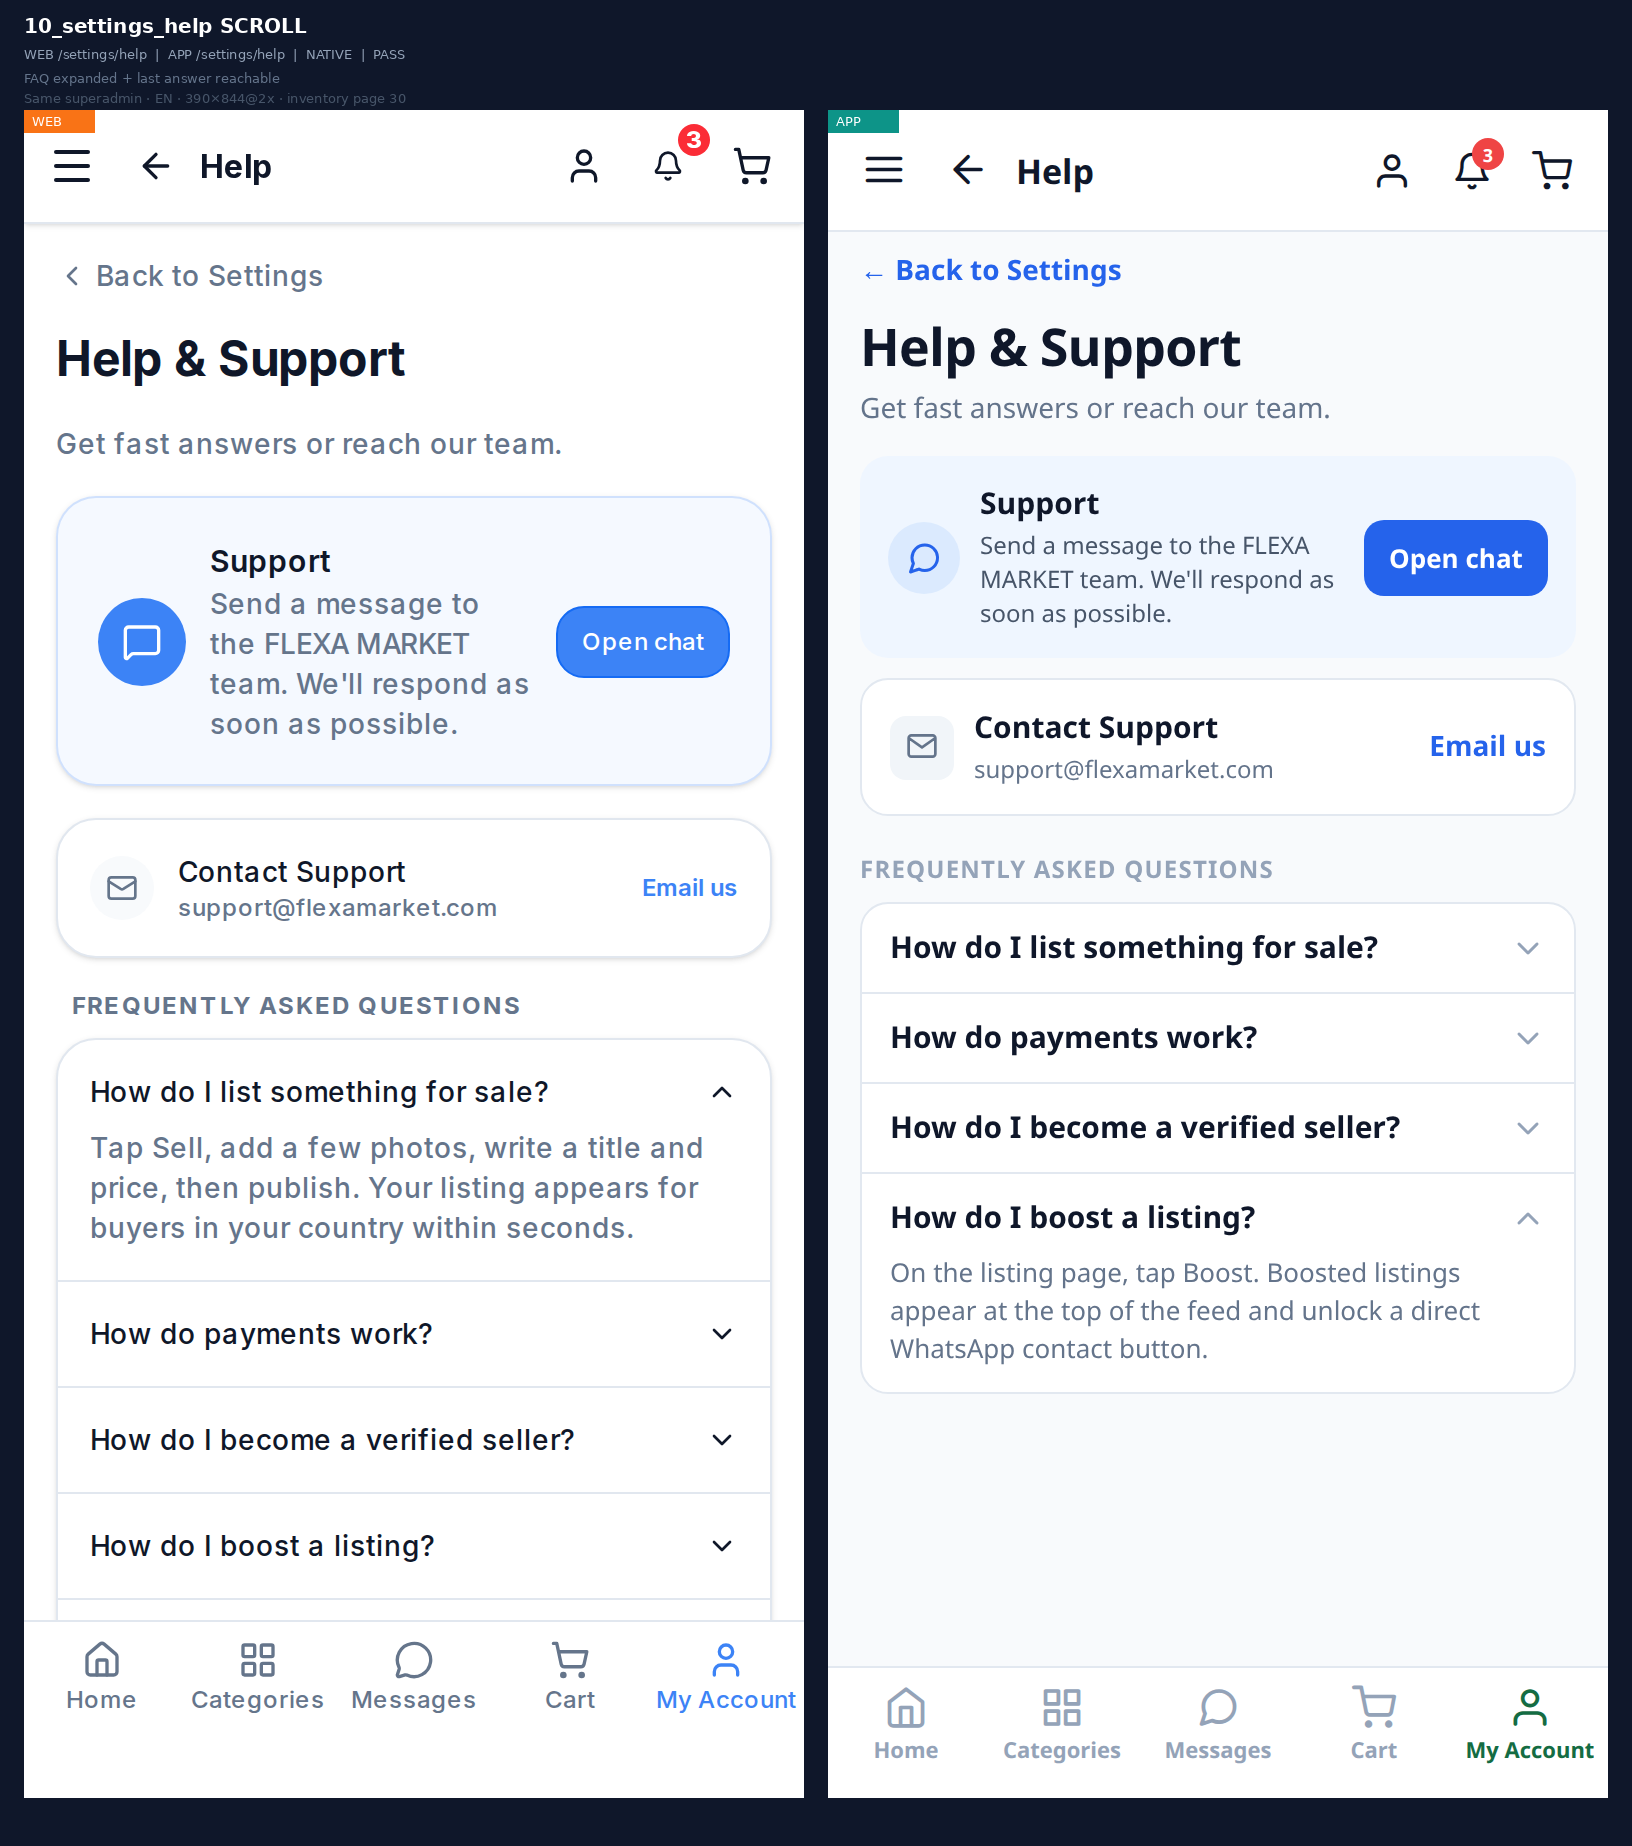 10_settings_help SCROLL
WEB /settings/help | APP /settings/help | NATIVE | PASS
FAQ expanded + last answer reachable
Same superadmin · EN · 390×844@2x · inventory page 30
WEB
Help
3
Back to Settings
Help & Support
Get fast answers or reach our team.
Support
Send a message to
the FLEXA MARKET
team. We'll respond as
soon as possible.
Open chat
Contact Support
support@flexamarket.com
Email us
FREQUENTLY ASKED QUESTIONS
How do I list something for sale?
Tap Sell, add a few photos, write a title and
price, then publish. Your listing appears for
buyers in your country within seconds.
How do payments work?
How do I become a verified seller?
How do I boost a listing?
Home
Categories
Messages
Cart
My Account
APP
Help
3
← Back to Settings
Help & Support
Get fast answers or reach our team.
Support
Send a message to the FLEXA
MARKET team. We'll respond as
soon as possible.
Open chat
Contact Support
support@flexamarket.com
Email us
FREQUENTLY ASKED QUESTIONS
How do I list something for sale?
How do payments work?
How do I become a verified seller?
How do I boost a listing?
On the listing page, tap Boost. Boosted listings
appear at the top of the feed and unlock a direct
WhatsApp contact button.
Home
Categories
Messages
Cart
My Account